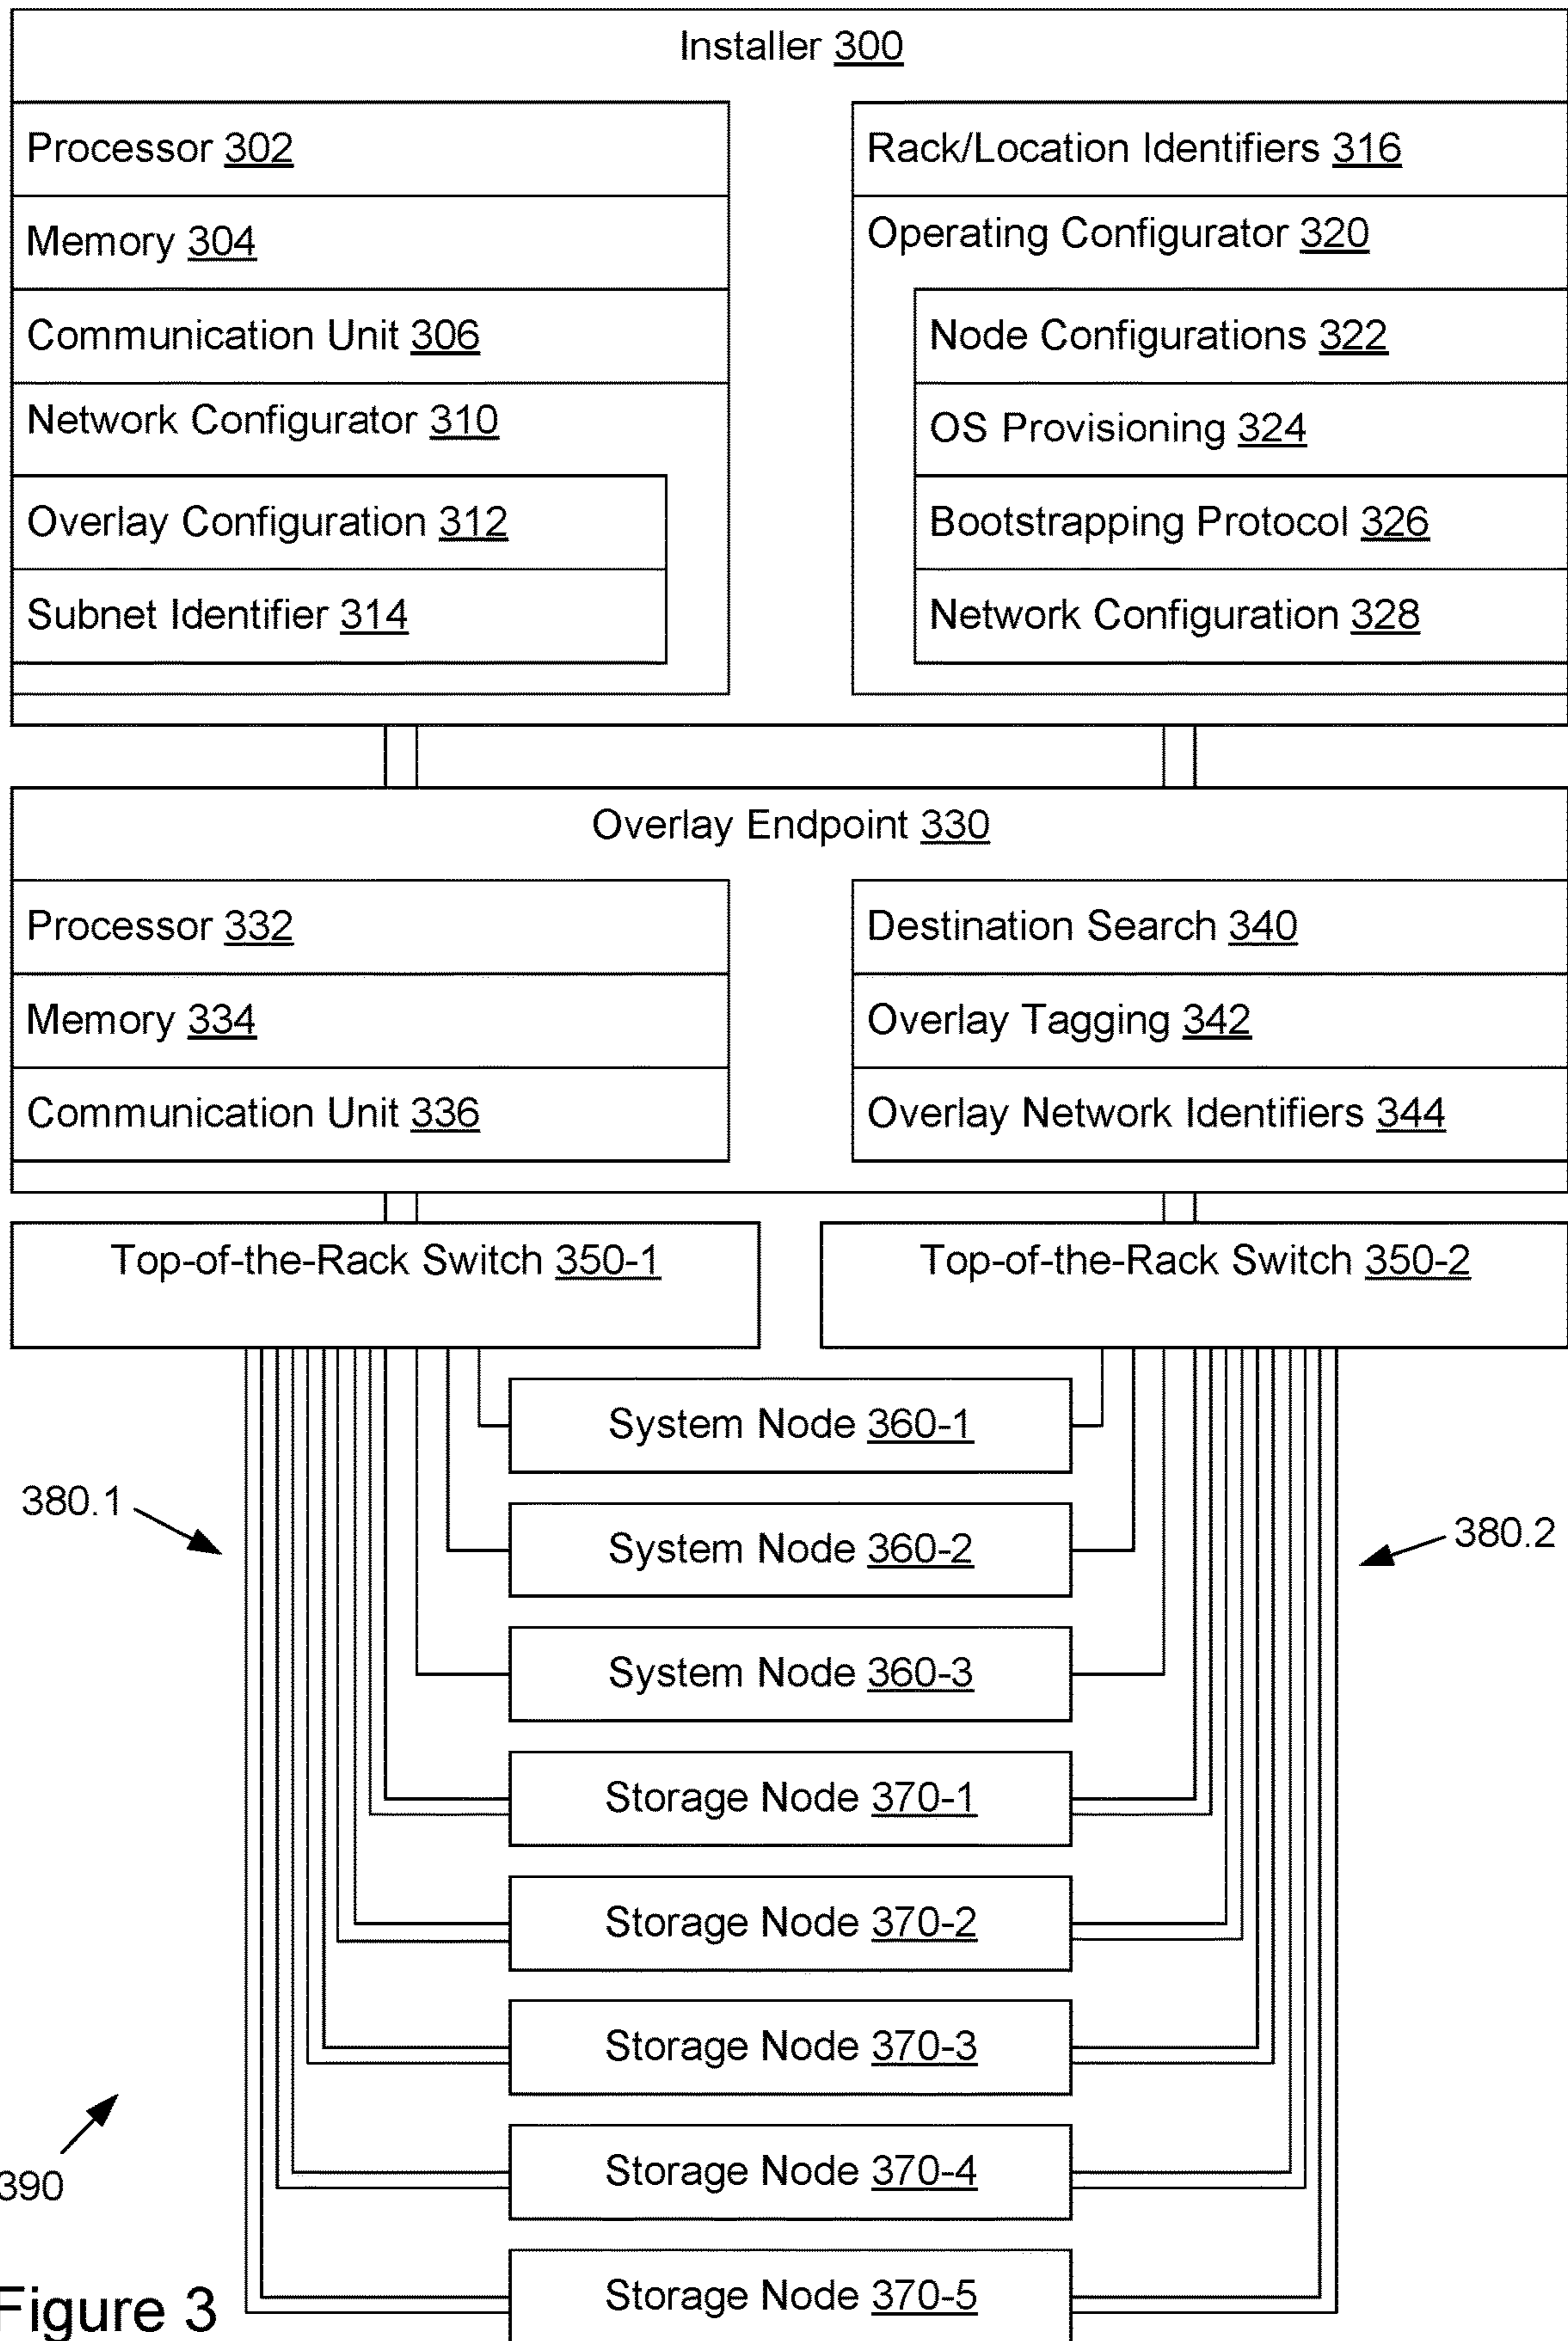 Installer 300
Processor 302
Memory 304
Communication Unit 306
Network Configurator 310
Overlay Configuration 312
Subnet Identifier 314
Rack/Location Identifiers 316
Operating Configurator 320
Node Configurations 322
OS Provisioning 324
Bootstrapping Protocol 326
Network Configuration 328
Overlay Endpoint 330
Processor 332
Memory 334
Communication Unit 336
Destination Search 340
Overlay Tagging 342
Overlay Network Identifiers 344
Top-of-the-Rack Switch 350-1
Top-of-the-Rack Switch 350-2
System Node 360-1
380.1
System Node 360-2
380.2
System Node 360-3
Storage Node 370-1
Storage Node 370-2
Storage Node 370-3
Storage Node 370-4
390
Storage Node 370-5
Figure 3